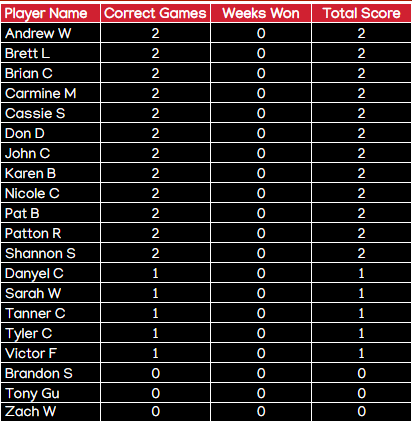 Player Name Correct Games Weeks Won Total Score
Andrew W 2 0 2
Brett L 2 0 2
Brian C 2 0 2
Carmine M 2 0 2
Cassie S 2 0 2
Don D 2 0 2
John C 2 0 2
Karen B 2 0 2
Nicole C 2 0 2
Pat B 2 0 2
Patton R 2 0 2
Shannon S 2 0 2
Danyel C 1 0 1
Sarah W 1 0 1
Tanner C 1 0 1
Tyler C 1 0 1
Victor F 1 0 1
Brandon S 0 0 0
Tony Gu 0 0 0
Zach W 0 0 0